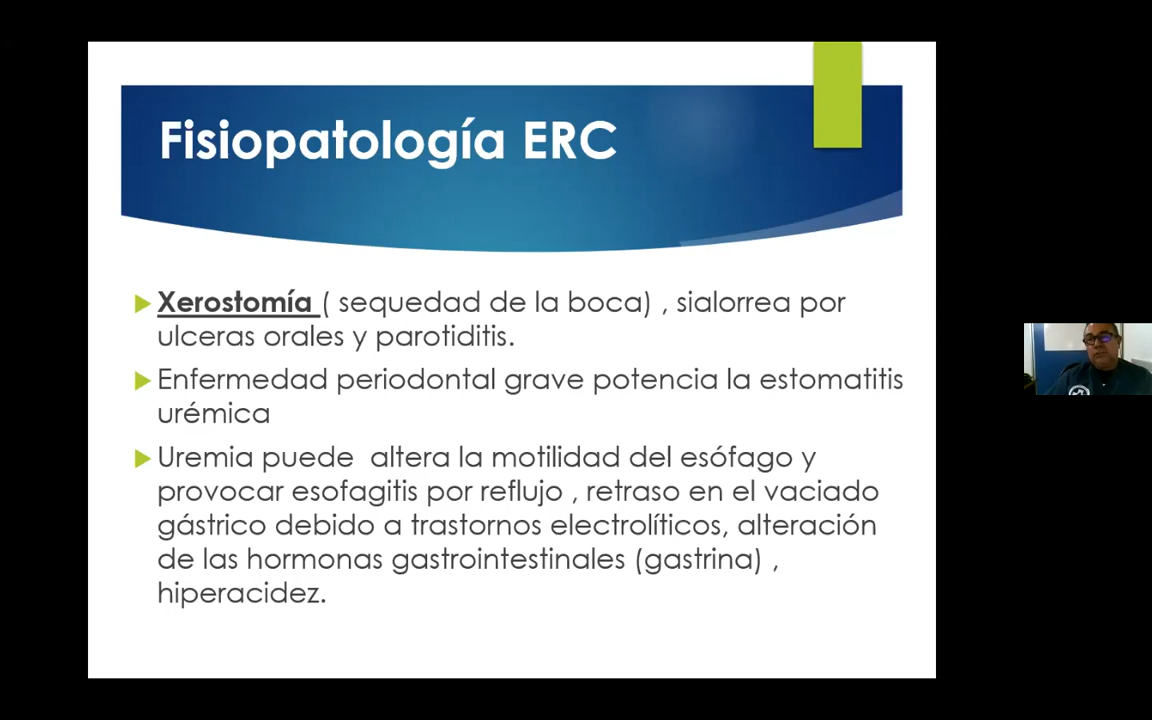 Fisiopatología ERC
Xerostomía ( sequedad de la boca) , sialorrea por
ulceras orales y parotiditis.
Enfermedad periodontal grave potencia la estomatitis
urémica
Uremia puede  altera la motilidad del esófago y
provocar esofagitis por reflujo , retraso en el vaciado
gástrico debido a trastornos electrolíticos, alteración
de las hormonas gastrointestinales (gastrina) ,
hiperacidez.